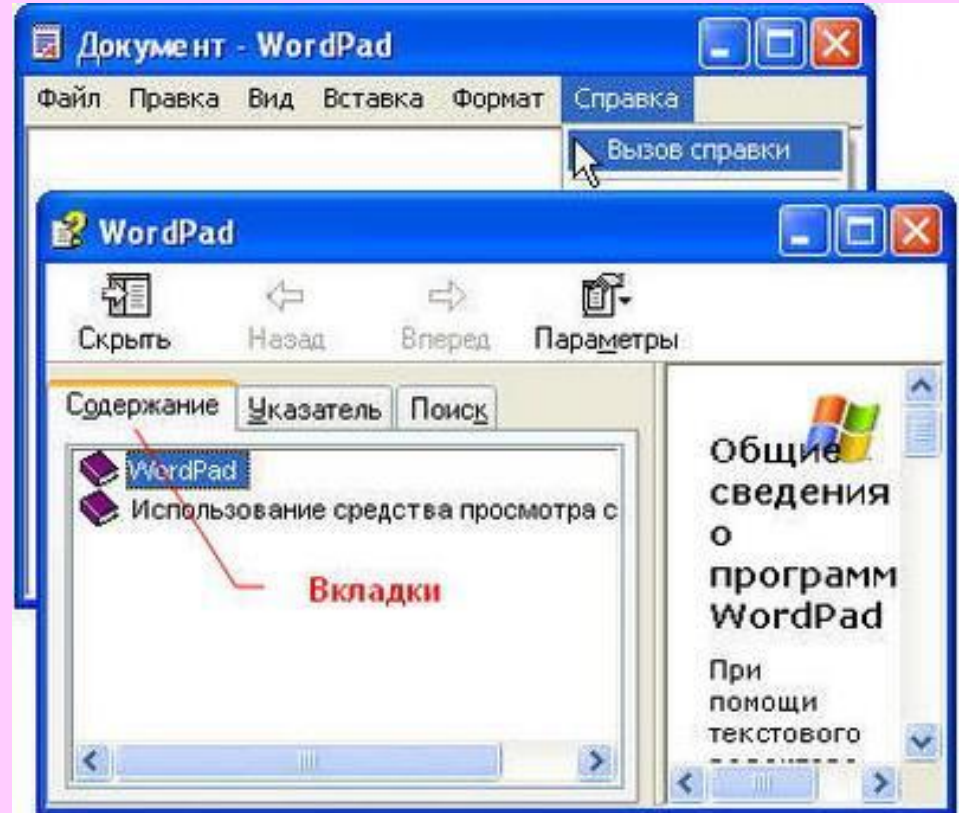 Документ - WordPad
Файл Правка Вид Вставка Формат Справка
Вызов справки
WordPad
Скрыть Назад Вперед Параметры
Содержание Указатель Поиск
WordPad
Использование средства просмотра с
Вкладки
Общие
сведения
о
программ
WordPad
При
помощи
текстового